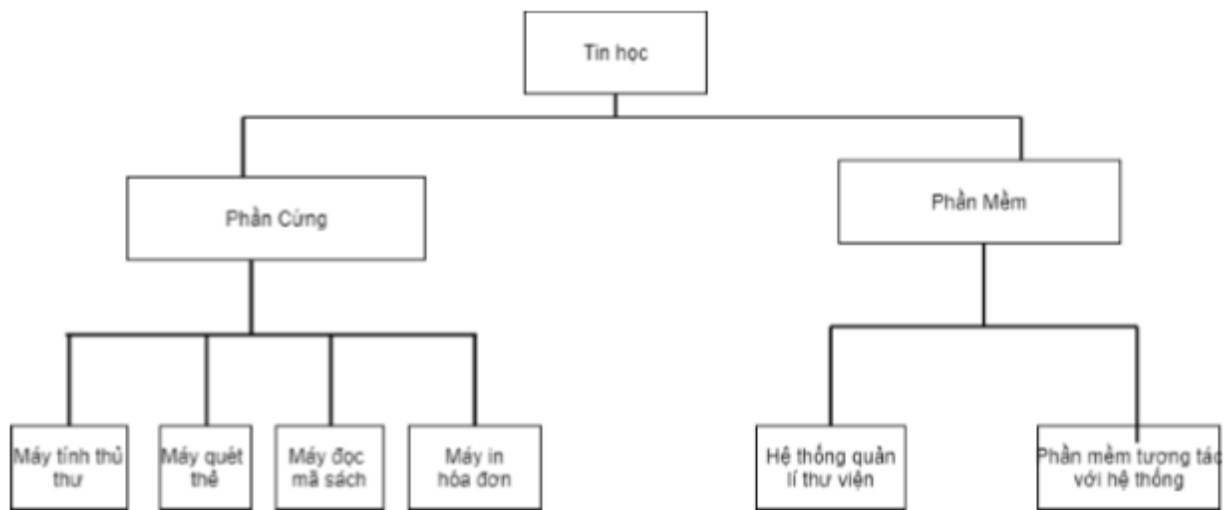 Tin học
Phần Cứng
Phần Mềm
Máy tính thủ
thư
Máy quét
thẻ
Máy đọc
mã sách
Máy in
hóa đơn
Hệ thống quản
lí thư viện
Phần mềm tượng tác
với hệ thống